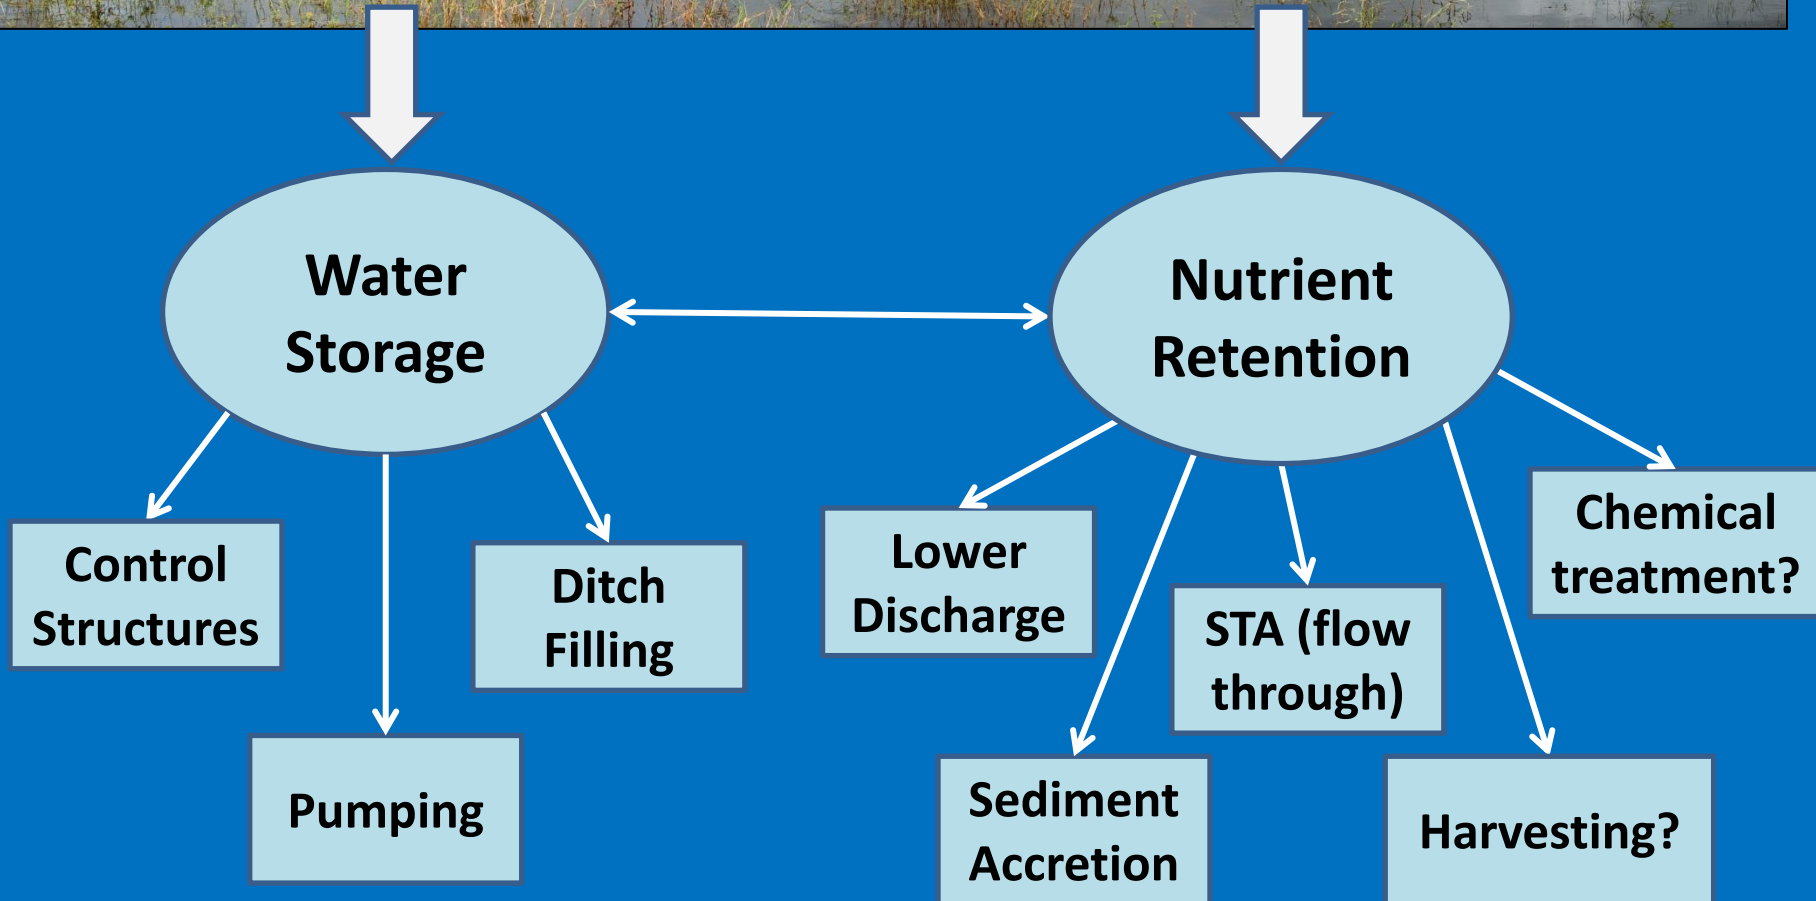 Water
Storage
Nutrient
Retention
Control
Structures
Pumping
Ditch
Filling
Lower
Discharge
Sediment
Accretion
STA (flow
through)
Harvesting?
Chemical
treatment?